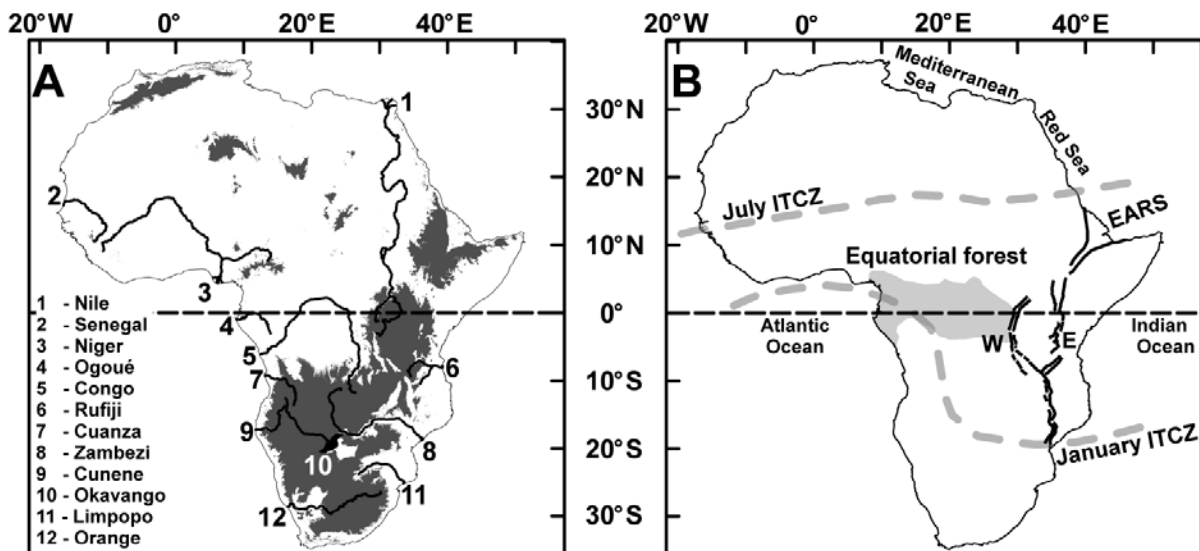 20°W 0° 20°E 40°E
A
1
2
3
4
5
6
7
8
9
10
11
12
1 - Nile
2 - Senegal
3 - Niger
4 - Ogoué
5 - Congo
6 - Rufiji
7 - Cuanza
8 - Zambezi
9 - Cunene
10 - Okavango
11 - Limpopo
12 - Orange
30°N
20°N
10°N
0°
10°S
20°S
30°S
20°W 0° 20°E 40°E
B
Mediterranean
Sea
Red Sea
July ITCZ
EARS
Equatorial forest
Atlantic
Ocean
W
E
Indian
Ocean
January ITCZ